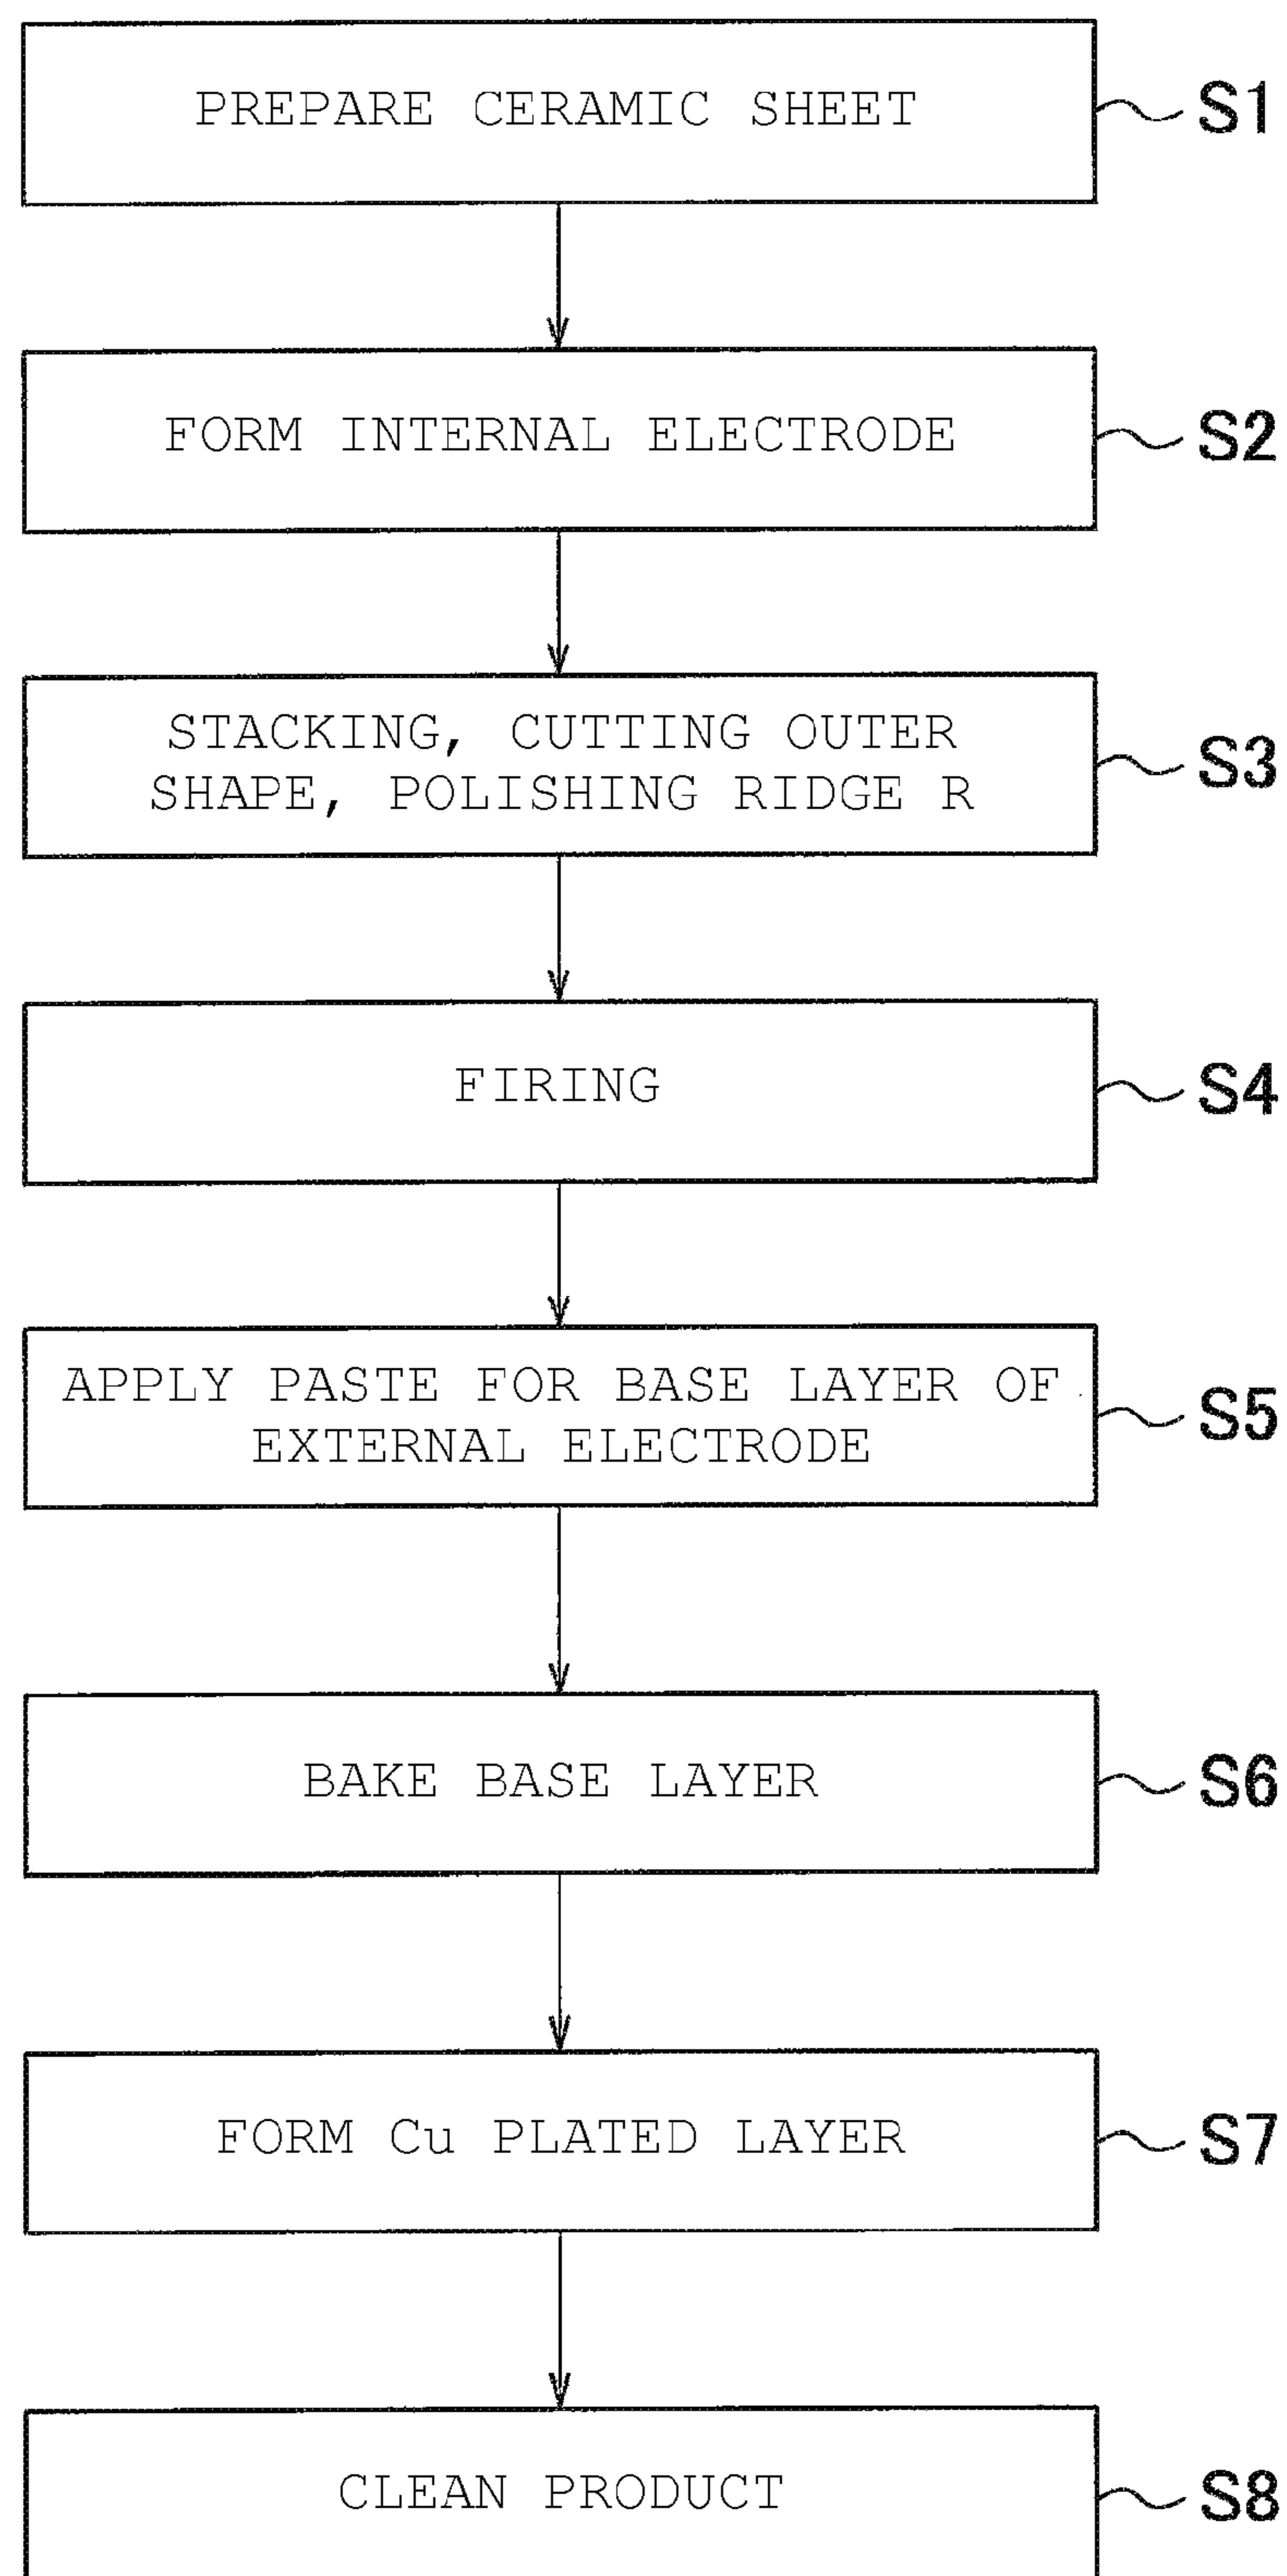 PREPARE CERAMIC SHEET
S1
FORM INTERNAL ELECTRODE
S2
STACKING, CUTTING OUTER
SHAPE, POLISHING RIDGE R
S3
FIRING
S4
APPLY PASTE FOR BASE LAYER OF
EXTERNAL ELECTRODE
S5
BAKE BASE LAYER
S6
FORM Cu PLATED LAYER
S7
CLEAN PRODUCT
S8